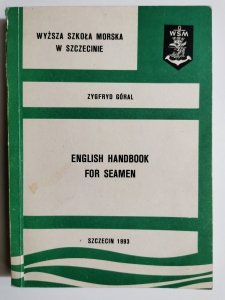 WYŻSZA SZKOŁA MORSKA
W SZCZECINIE
WSM
ZYGFRYD GÓRAL
ENGLISH HANDBOOK
FOR SEAMEN
SZCZECIN 1993